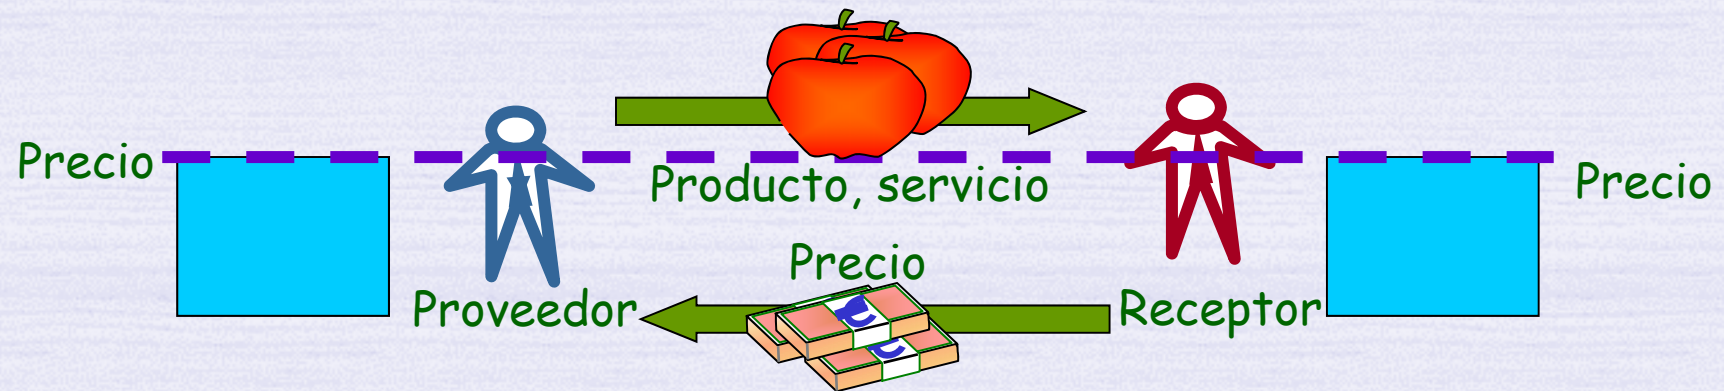 Precio
Producto, servicio
Precio
Precio
Proveedor
Receptor